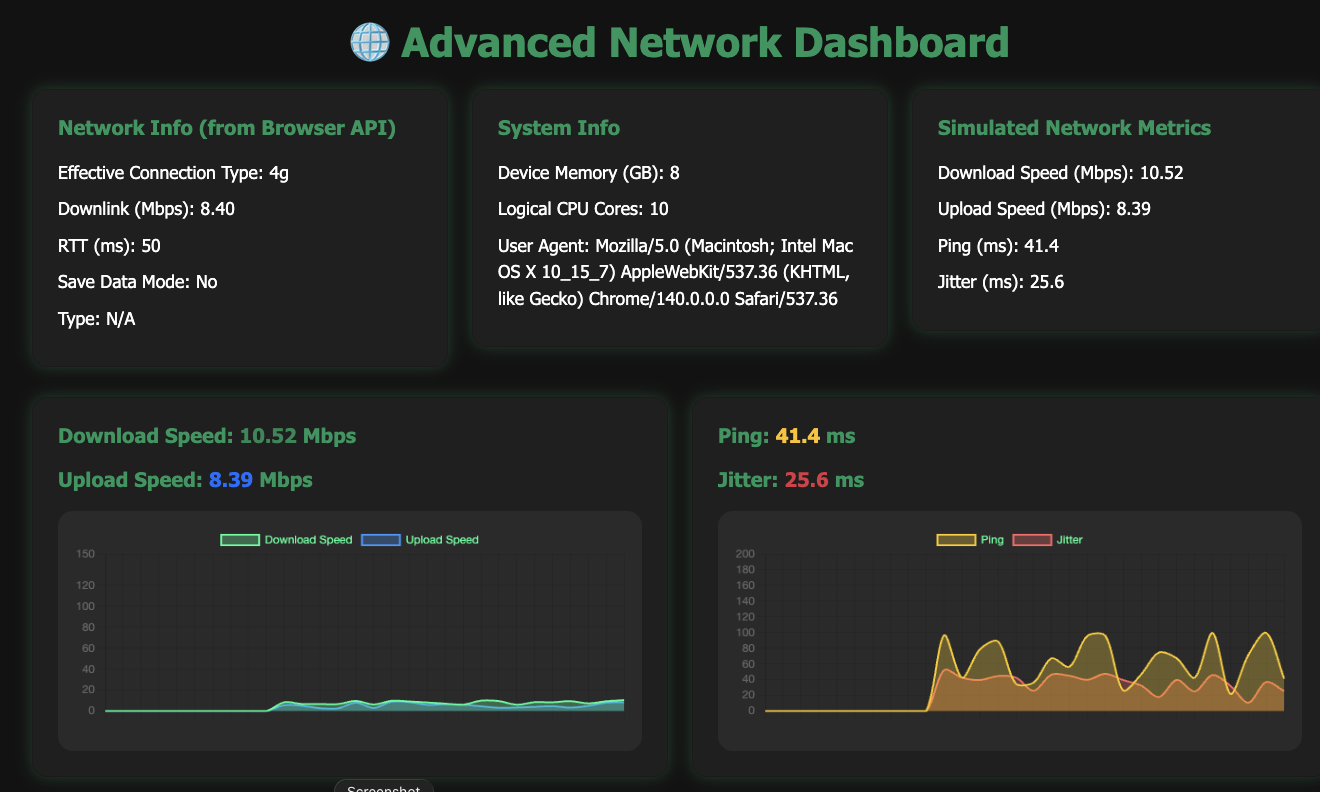 🌐 Advanced Network Dashboard
Network Info (from Browser API)
Effective Connection Type: 4g
Downlink (Mbps): 8.40
RTT (ms): 50
Save Data Mode: No
Type: N/A
System Info
Device Memory (GB): 8
Logical CPU Cores: 10
User Agent: Mozilla/5.0 (Macintosh; Intel Mac
OS X 10_15_7) AppleWebKit/537.36 (KHTML,
like Gecko) Chrome/140.0.0.0 Safari/537.36
Simulated Network Metrics
Download Speed (Mbps): 10.52
Upload Speed (Mbps): 8.39
Ping (ms): 41.4
Jitter (ms): 25.6
Download Speed: 10.52 Mbps
Upload Speed: 8.39 Mbps
Download Speed Upload Speed
150
120
100
80
60
40
20
0
Ping: 41.4 ms
Jitter: 25.6 ms
Ping Jitter
200
180
160
140
120
100
80
60
40
20
0
Screenshot